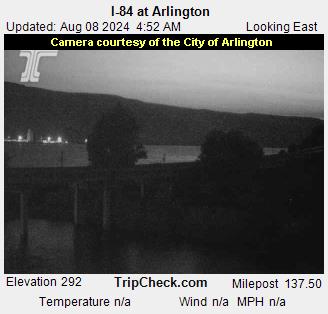 I-84 at Arlington
Updated: Aug 08 2024 4:52 AM Looking East
Camera courtesy of the City of Arlington
Elevation 292 TripCheck.com Milepost 137.50
Temperature n/a Wind n/a MPH n/a